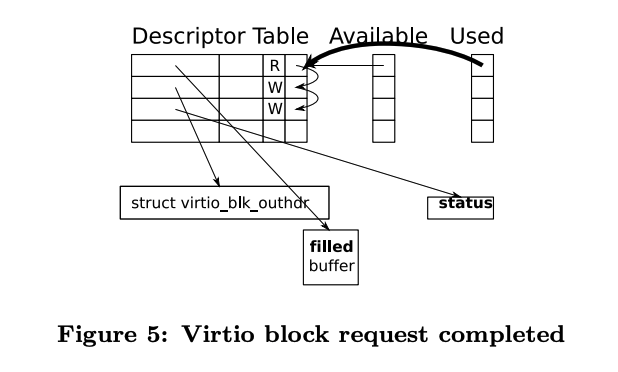 Descriptor Table Available Used
R
W
W
struct virtio_blk_outhdr
status
filled
buffer
Figure 5: Virtio block request completed